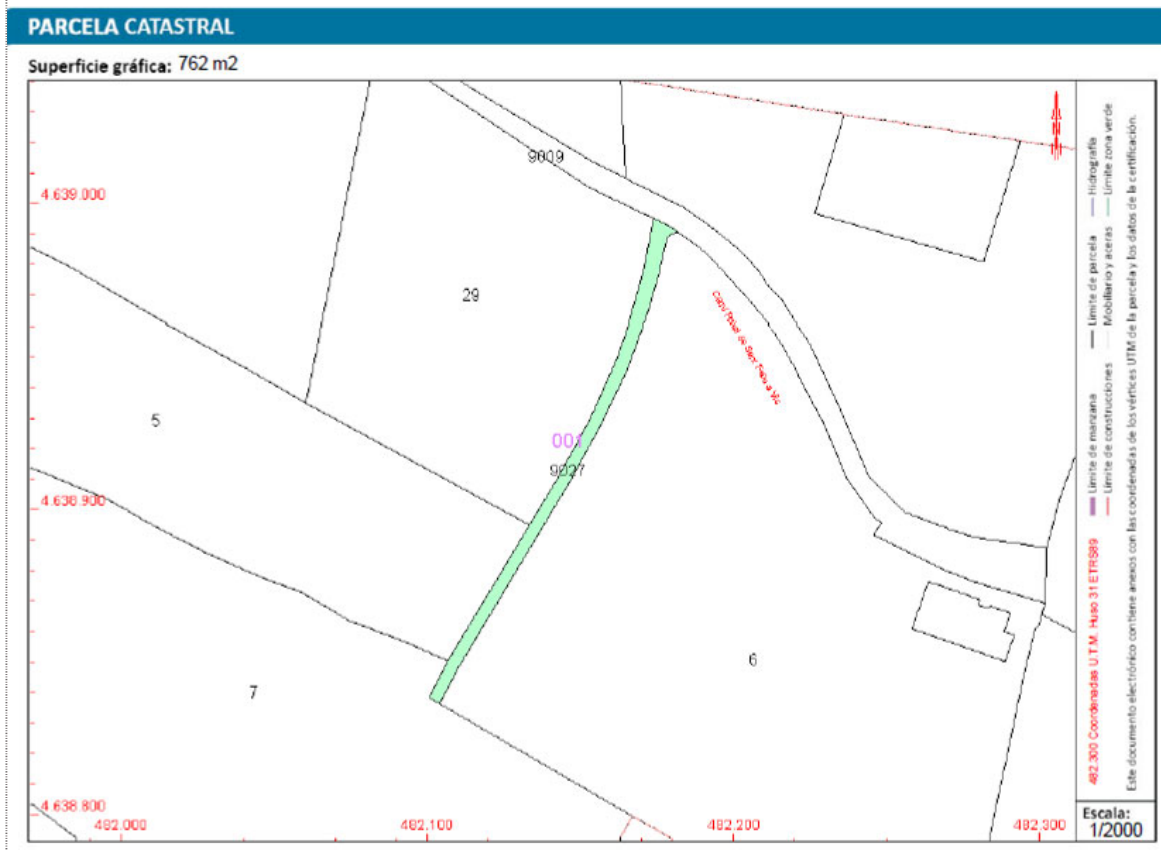 PARCELA CATASTRAL
Superficie gráfica: 762 m2
9009
4.639.000
29
5
001
9027
4.638.900
6
7
4.638.800
482.000
482.100
482.200
482.300
482.300 Coordenadas U.T.M. Huso 31 ETRS89
Límite de manzana
Límite de parcela
Hidrografía
Límite de construcciones
Mobiliario y aceras
Límite zona verde
Este documento electrónico contiene anexos con las coordenadas de los vértices UTM de la parcela y los datos de la certificación.
Escala:
1/2000